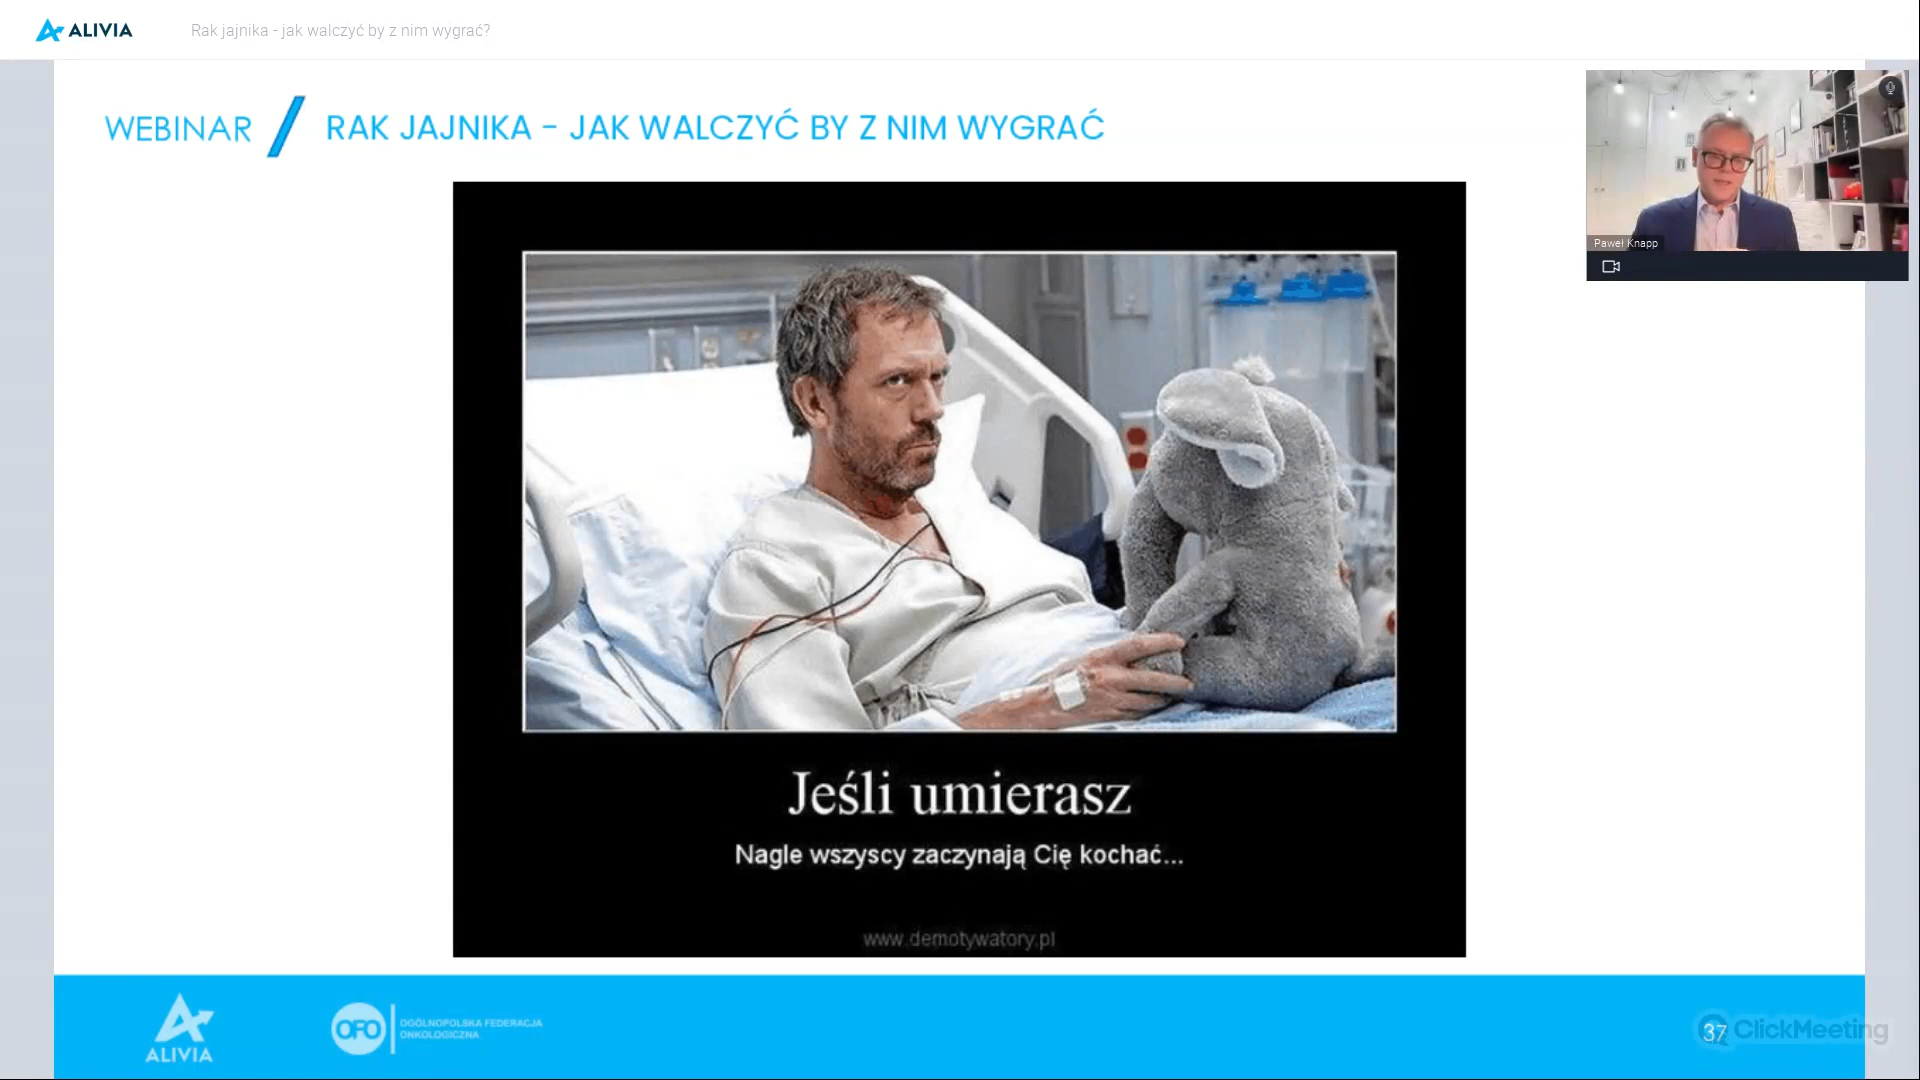 ALIVIA
Rak jajnika - jak walczyć by z nim wygrać?
WEBINAR / RAK JAJNIKA - JAK WALCZYĆ BY Z NIM WYGRAĆ
Paweł Knapp
Jeśli umierasz
Nagle wszyscy zaczynają Cię kochać...
www.demotywatory.pl
ALIVIA
OFO
OGÓLNOPOLSKA FEDERACJA
ONKOLOGICZNA
37
ClickMeeting